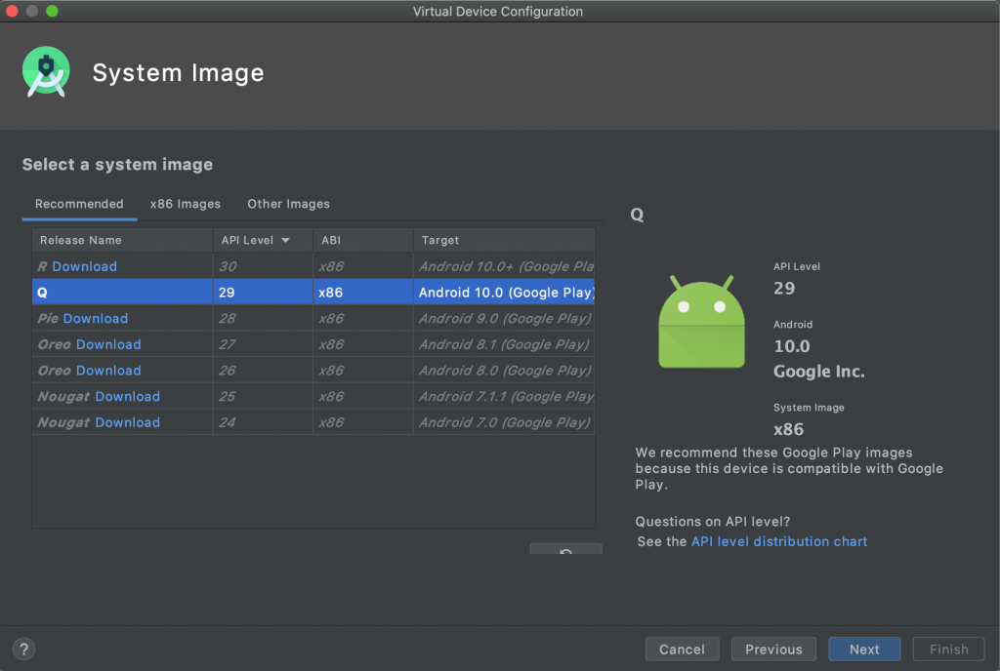 Virtual Device Configuration
System Image
Select a system image
Recommended x86 Images Other Images
Release Name API Level ABI Target
R Download 30 x86 Android 10.0+ (Google Pla
Q 29 x86 Android 10.0 (Google Play)
Pie Download 28 x86 Android 9.0 (Google Play)
Oreo Download 27 x86 Android 8.1 (Google Play)
Oreo Download 26 x86 Android 8.0 (Google Play)
Nougat Download 25 x86 Android 7.1.1 (Google Play
Nougat Download 24 x86 Android 7.0 (Google Play)
Q
API Level
29
Android
10.0
Google Inc.
System Image
x86
We recommend these Google Play images
because this device is compatible with Google
Play.
Questions on API level?
See the API level distribution chart
? Cancel Previous Next Finish